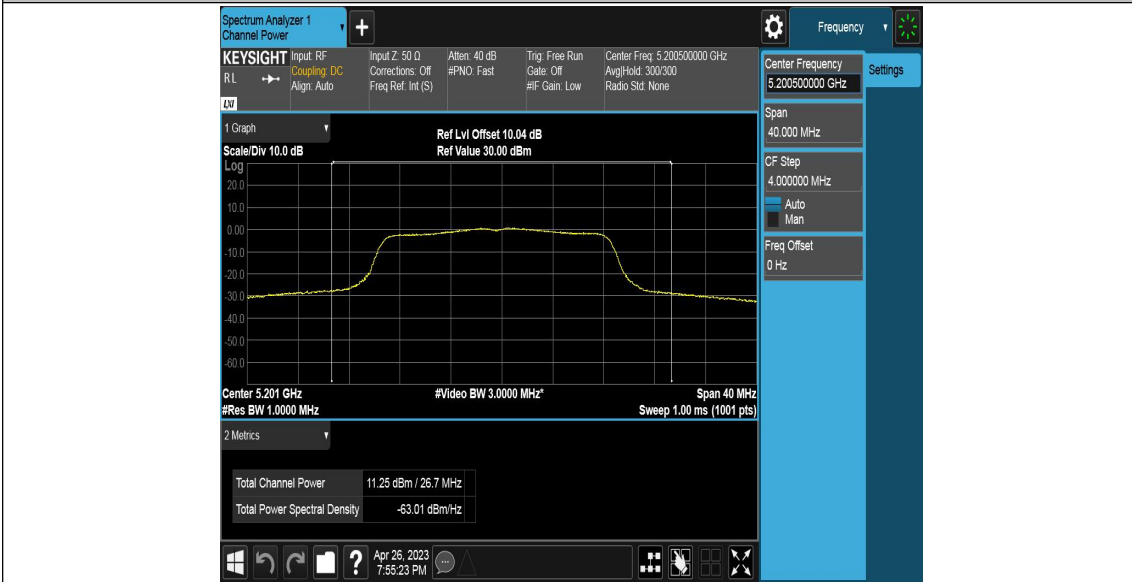 Spectrum Analyzer 1
Channel Power
Frequency
KEYSIGHT
R L
LXI
Input: RF
Coupling: DC
Align: Auto
Input Z: 50 Ω
Corrections: Off
Freq Ref: Int (S)
Atten: 40 dB
#PNO: Fast
Trig: Free Run
Gate: Off
#IF Gain: Low
Center Freq: 5.200500000 GHz
Avg|Hold: 300/300
Radio Std: None
Center Frequency
5.200500000 GHz
Settings
Span
40.000 MHz
CF Step
4.000000 MHz
Auto
Man
Freq Offset
0 Hz
1 Graph
Scale/Div 10.0 dB
Ref Lvl Offset 10.04 dB
Ref Value 30.00 dBm
Log
20.0
10.0
0.00
-10.0
-20.0
-30.0
-40.0
-50.0
-60.0
Center 5.201 GHz
#Video BW 3.0000 MHz*
Span 40 MHz
#Res BW 1.0000 MHz
Sweep 1.00 ms (1001 pts)
2 Metrics
Total Channel Power 11.25 dBm / 26.7 MHz
Total Power Spectral Density -63.01 dBm/Hz
?
Apr 26, 2023
7:55:23 PM